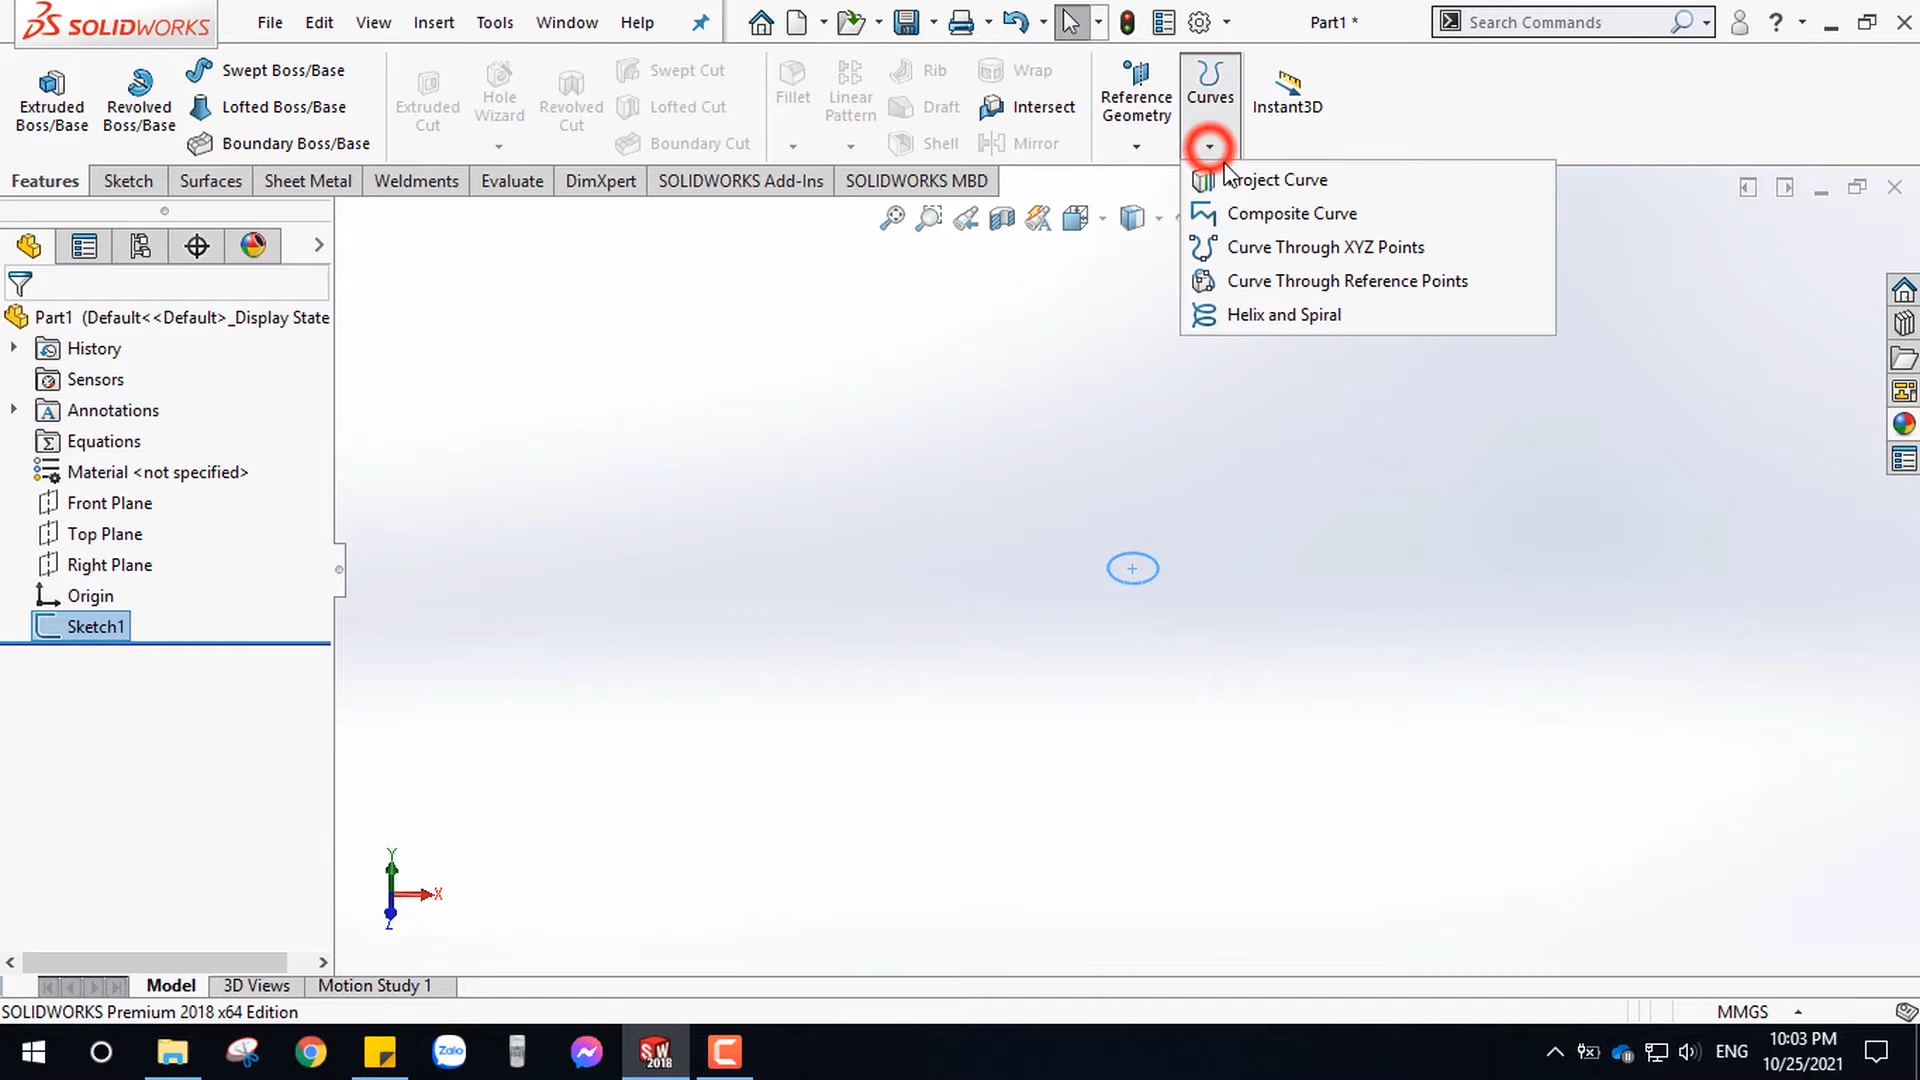 SOLIDWORKS File Edit View Insert Tools Window Help Part1 * Search Commands
Extruded Boss/Base
Revolved Boss/Base
Swept Boss/Base
Lofted Boss/Base
Boundary Boss/Base
Extruded Cut
Hole Wizard
Revolved Cut
Swept Cut
Lofted Cut
Boundary Cut
Fillet
Linear Pattern
Rib
Draft
Shell
Wrap
Intersect
Mirror
Reference Geometry
Curves
Instant3D
Features Sketch Surfaces Sheet Metal Weldments Evaluate DimXpert SOLIDWORKS Add-Ins SOLIDWORKS MBD
Project Curve
Composite Curve
Curve Through XYZ Points
Curve Through Reference Points
Helix and Spiral
Part1 (Default<<Default>_Display State
History
Sensors
Annotations
Equations
Material <not specified>
Front Plane
Top Plane
Right Plane
Origin
Sketch1
Y
X
Z
Model 3D Views Motion Study 1
SOLIDWORKS Premium 2018 x64 Edition MMGS
Zalo
SW 2018
ENG
10:03 PM
10/25/2021